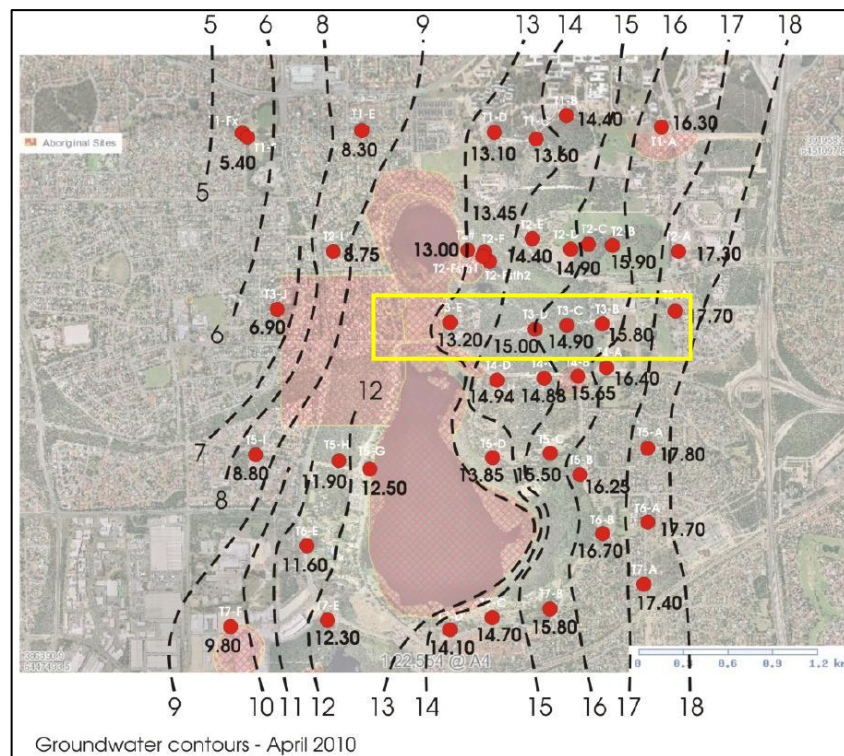 5 6 8 9 13 14 15 16 17 18
Aboriginal Sites
T1-Fx
5.40
T1-E
8.30
T1-D
13.10
13.60
T1-B
14.40
16.30
T1-A
5
13.45
T2-E
14.40
T2-D
14.90
T2-C
T2-B
15.90
T2-A
17.30
8.75
13.00
T2-F
6
T3-J
6.90
3-E
13.20
T3-D
15.00
T3-C
14.90
T3-B
15.80
7.70
12
T4-D
14.94
14.88
15.65
16.40
7
8
T5-I
8.80
T5-H
11.90
T5-G
12.50
T5-D
13.85
T5-C
15.50
T5-B
16.25
T5-A
17.80
T6-E
11.60
T6-B
16.70
T6-A
17.70
T7-A
17.40
T7-F
9.80
T7-E
12.30
14.10
14.70
T7-B
15.80
1:22,564 @ A4
0 0.3 0.6 0.9 1.2 km
9 10 11 12 13 14 15 16 17 18
Groundwater contours - April 2010